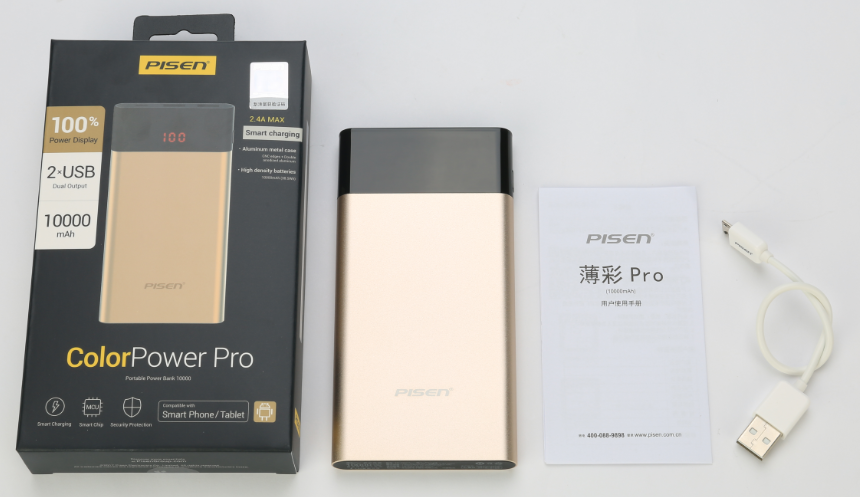 PISEN
100%
Power Display
2×USB
Dual Output
10000
mAh
2.4A MAX
Smart charging
· Aluminum metal case
· High density batteries
100
PISEN
ColorPower Pro
Portable Power Bank 10000
Smart Charging
MCU
Smart Chip
Security Protection
Compatible with
Smart Phone/Tablet
PISEN
PISEN
薄彩 Pro
(10000mAh)
用户使用手册
400-088-9898
www.pisen.com.cn